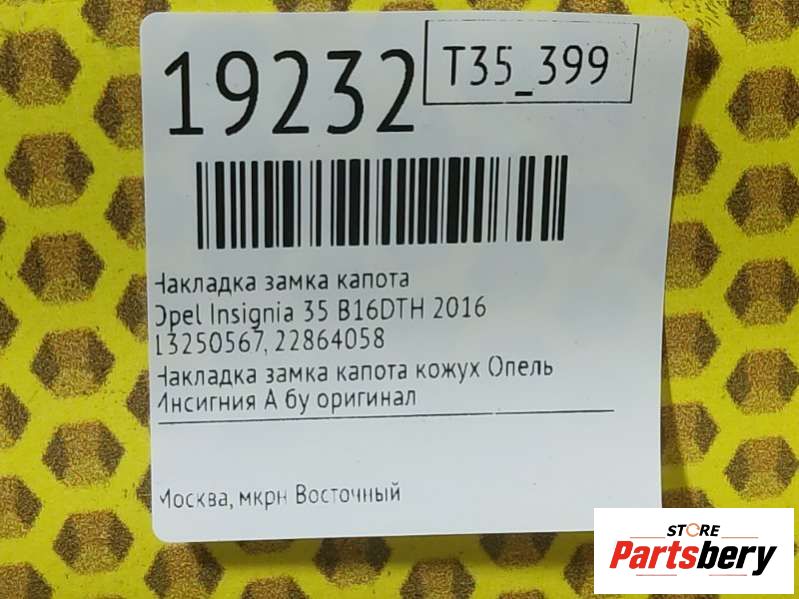 19232
T35_399
Накладка замка капота
Opel Insignia 35 B16DTH 2016
13250567, 22864058
Накладка замка капота кожух Опель
Инсигния А бу оригинал
Москва, мкрн Восточный
STORE
Partsbery